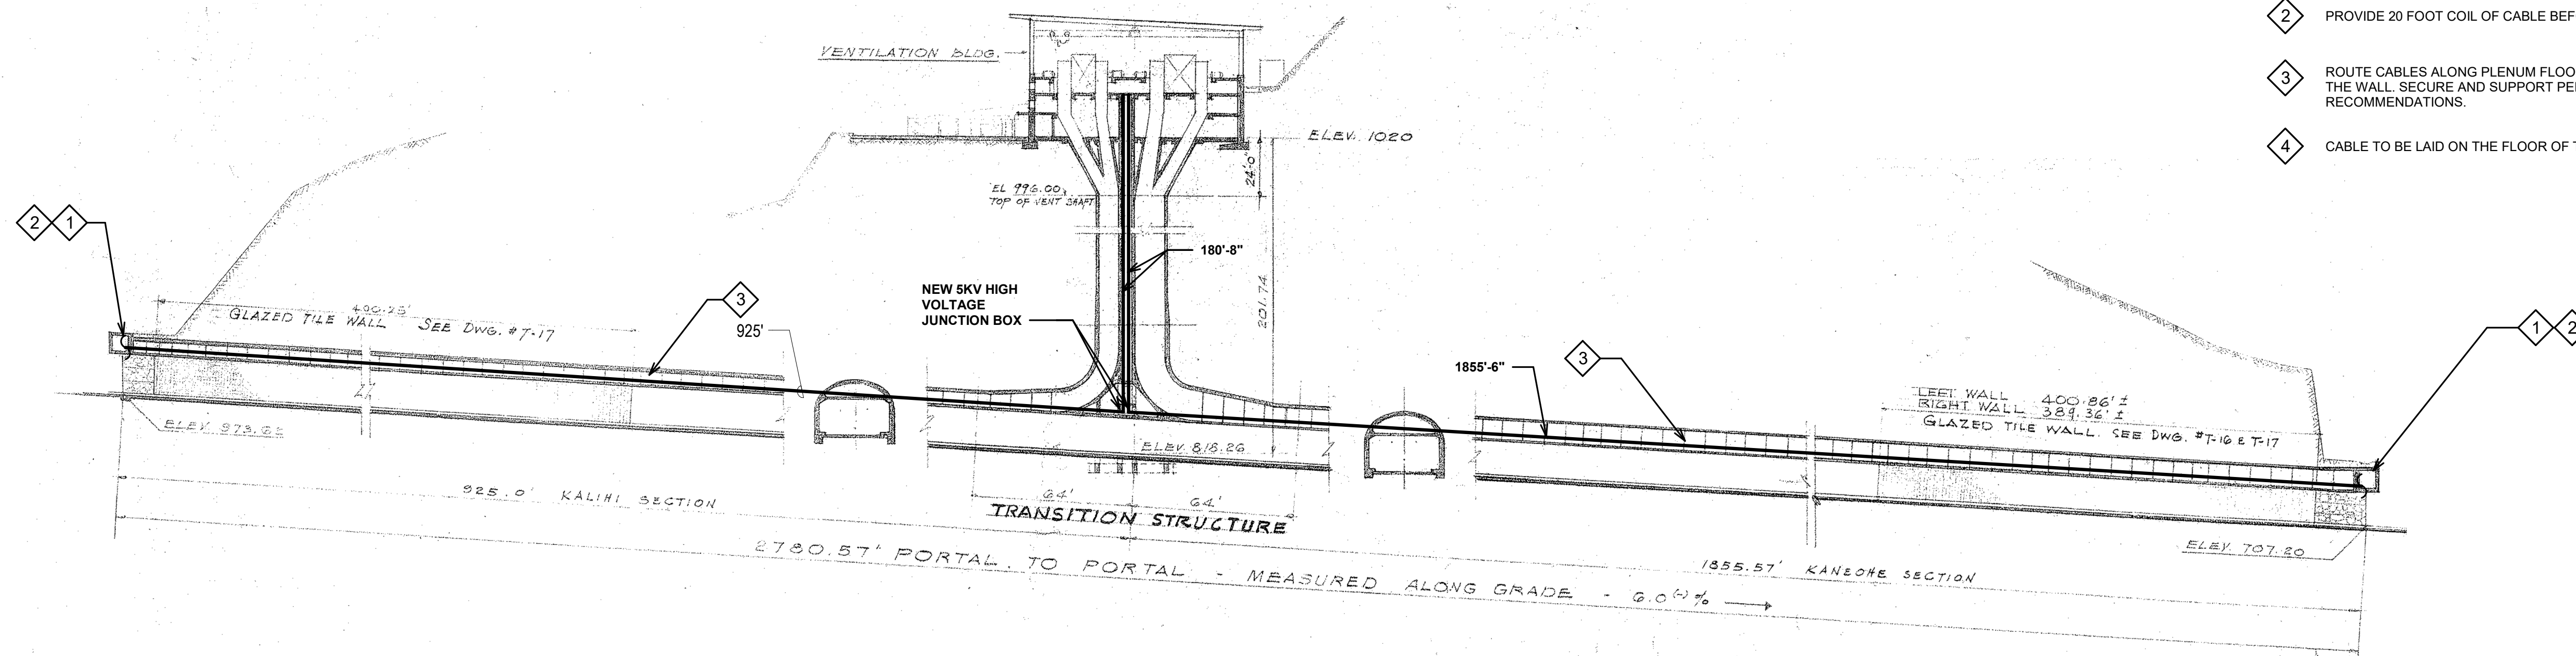 2 PROVIDE 20 FOOT COIL OF CABLE BEF
3 ROUTE CABLES ALONG PLENUM FLOO
THE WALL. SECURE AND SUPPORT PE
RECOMMENDATIONS.
4 CABLE TO BE LAID ON THE FLOOR OF T
VENTILATION BLDG.
ELEV. 1020
24'-0"
EL 996.00
TOP OF VENT SHAFT
2 1
180'-8"
201.74
NEW 5KV HIGH
VOLTAGE
JUNCTION BOX
3
925'
400.25'
GLAZED TILE WALL SEE DWG. #T-17
1 2
3
1855'-6"
LEFT WALL 400.86' ±
RIGHT WALL 389.36' ±
GLAZED TILE WALL. SEE DWG. #T-16 & T-17
ELEV. 973.6±
ELEV. 818.26
64' 64'
TRANSITION STRUCTURE
925.0' KALIHI SECTION
2780.57' PORTAL TO PORTAL - MEASURED ALONG GRADE - 6.0(-)%
1855.57' KANEOHE SECTION
ELEV. 707.20